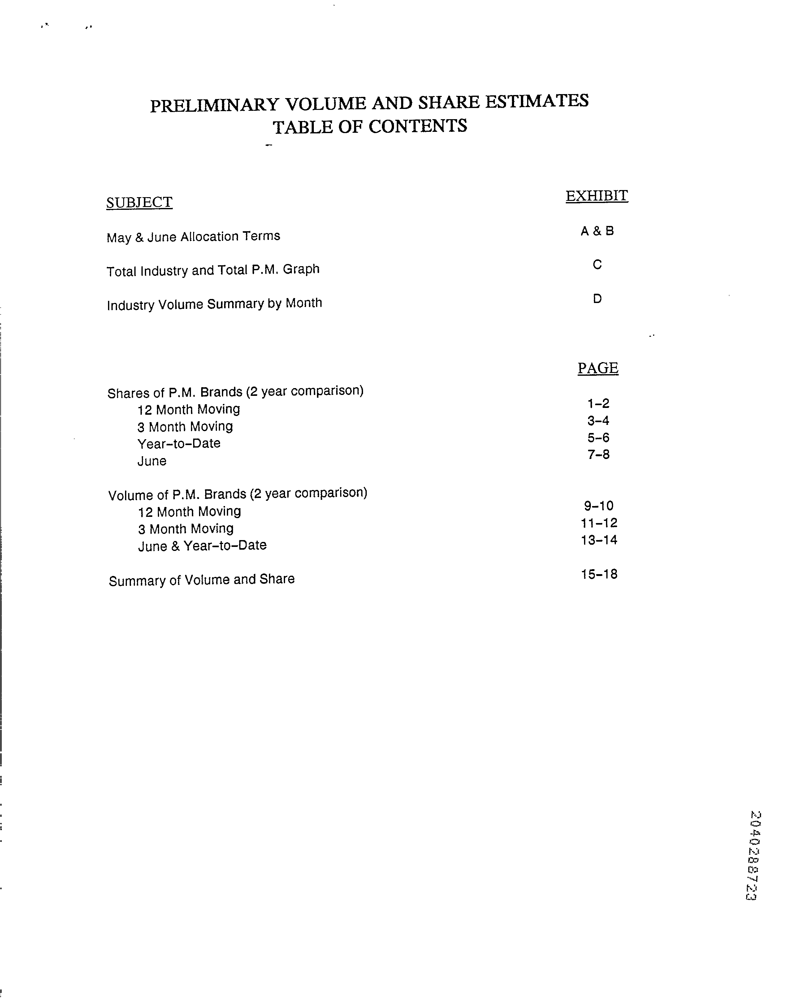 PRELIMINARY VOLUME AND SHARE ESTIMATES
TABLE OF CONTENTS
SUBJECT EXHIBIT
May & June Allocation Terms A & B
Total Industry and Total P.M. Graph C
Industry Volume Summary by Month D
PAGE
Shares of P.M. Brands (2 year comparison)
12 Month Moving 1–2
3 Month Moving 3–4
Year–to–Date 5–6
June 7–8
Volume of P.M. Brands (2 year comparison)
12 Month Moving 9–10
3 Month Moving 11–12
June & Year–to–Date 13–14
Summary of Volume and Share 15–18
2040288723